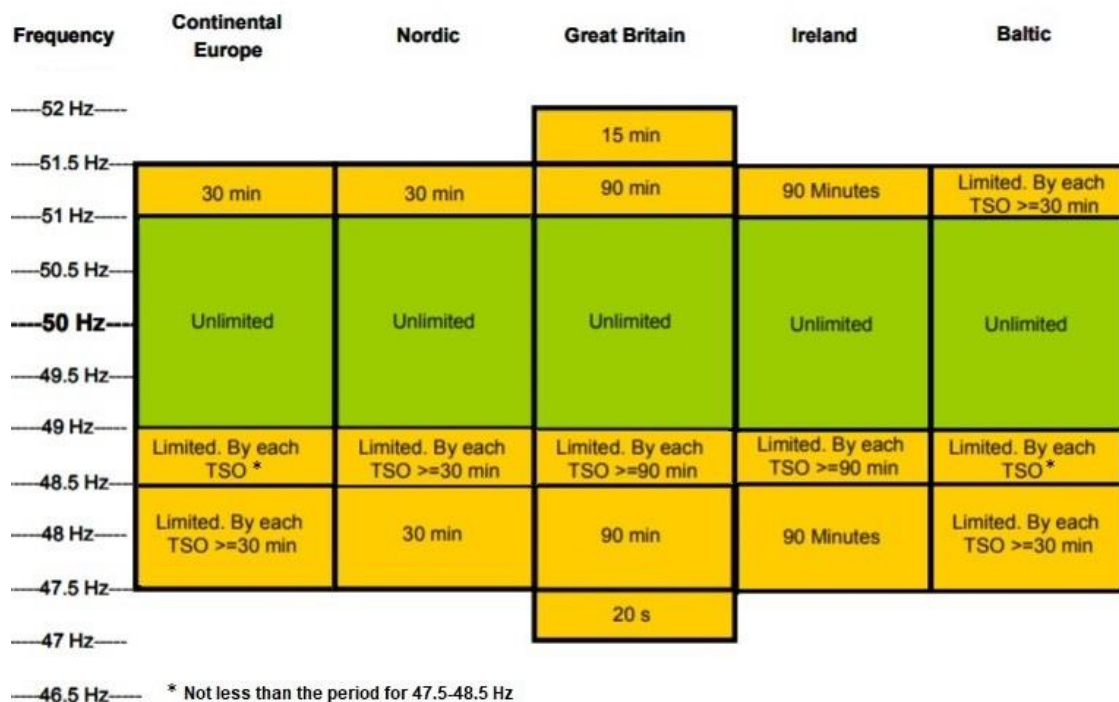 Frequency
Continental
Europe
Nordic
Great Britain
Ireland
Baltic
-----52 Hz-----
15 min
-----51.5 Hz----
30 min
30 min
90 min
90 Minutes
Limited. By each
TSO >=30 min
-----51 Hz-----
-----50.5 Hz----
----50 Hz----
Unlimited
Unlimited
Unlimited
Unlimited
Unlimited
-----49.5 Hz----
-----49 Hz-----
Limited. By each
TSO *
Limited. By each
TSO >=30 min
Limited. By each
TSO >=90 min
Limited. By each
TSO >=90 min
Limited. By each
TSO *
-----48.5 Hz----
-----48 Hz-----
Limited. By each
TSO >=30 min
30 min
90 min
90 Minutes
Limited. By each
TSO >=30 min
-----47.5 Hz----
20 s
-----47 Hz-----
-----46.5 Hz----
* Not less than the period for 47.5-48.5 Hz